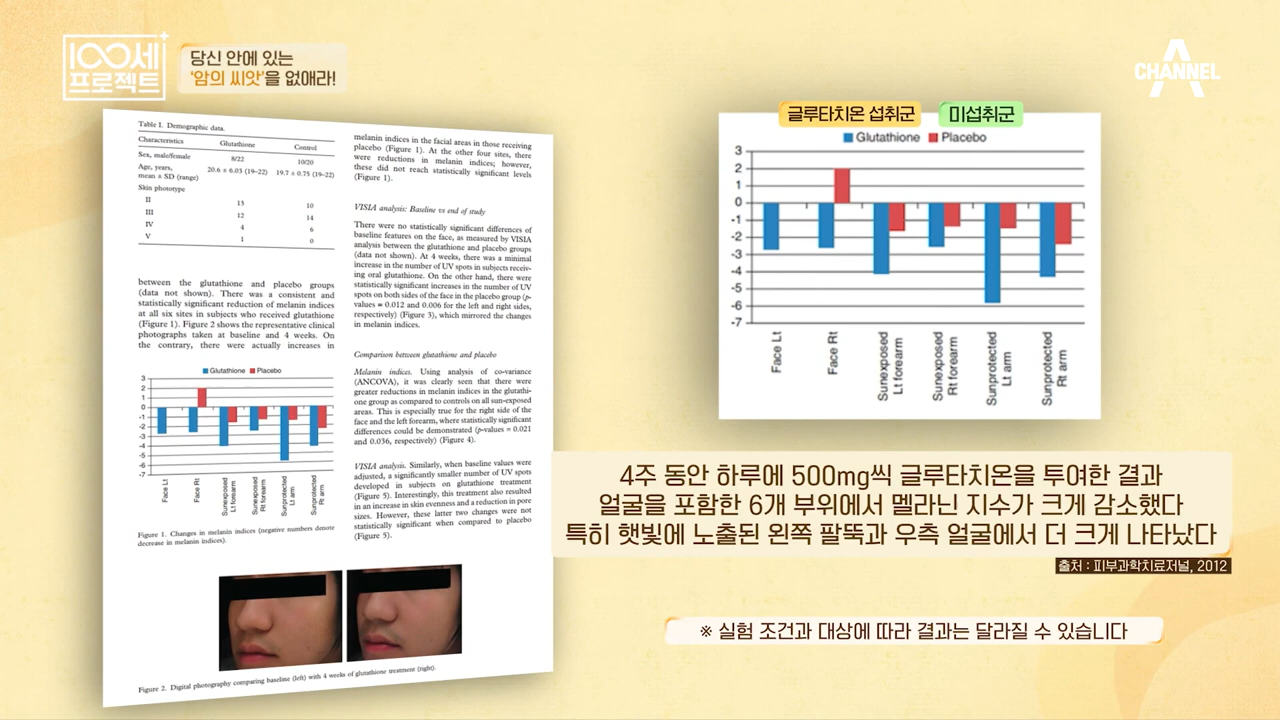 100세+
프로젝트
당신 안에 있는
‘암의 씨앗’을 없애라!
CHANNEL A
Table 1. Demographic data.
Characteristics Glutathione Control
Sex, male/female 8/22 10/20
Age, years, mean ± SD (range) 20.6 ± 6.03 (19–22) 19.7 ± 0.75 (19–22)
Skin phototype
II 13 10
III 12 14
IV 4 6
V 1 0
between the glutathione and placebo groups
(data not shown). There was a consistent and
statistically significant reduction of melanin indices
at all six sites in subjects who received glutathione
(Figure 1). Figure 2 shows the representative clinical
photographs taken at baseline and 4 weeks. On
the contrary, there were actually increases in
Glutathione Placebo
3
2
1
0
-1
-2
-3
-4
-5
-6
-7
Face Lt
Face Rt
Sunexposed Lt forearm
Sunexposed Rt forearm
Sunprotected Lt arm
Sunprotected Rt arm
Figure 1. Changes in melanin indices (negative numbers denote
decrease in melanin indices).
melanin indices in the facial areas in those receiving
placebo (Figure 1). At the other four sites, there
were reductions in melanin indices; however,
these did not reach statistically significant levels
(Figure 1).
VISIA analysis: Baseline vs end of study
There were no statistically significant differences of
baseline features on the face, as measured by VISIA
analysis between the glutathione and placebo groups
(data not shown). At 4 weeks, there was a minimal
increase in the number of UV spots in subjects receiv-
ing oral glutathione. On the other hand, there were
statistically significant increases in the number of UV
spots on both sides of the face in the placebo group (p-
values = 0.012 and 0.006 for the left and right sides,
respectively) (Figure 3), which mirrored the changes
in melanin indices.
Comparison between glutathione and placebo
Melanin indices. Using analysis of co-variance
(ANCOVA), it was clearly seen that there were
greater reductions in melanin indices in the glutathi-
one group as compared to controls on all sun-exposed
areas. This is especially true for the right side of the
face and the left forearm, where statistically significant
differences could be demonstrated (p-values = 0.021
and 0.036, respectively) (Figure 4).
VISIA analysis. Similarly, when baseline values were
adjusted, a significantly smaller number of UV spots
developed in subjects on glutathione treatment
(Figure 5). Interestingly, this treatment also resulted
in an increase in skin evenness and a reduction in pore
sizes. However, these latter two changes were not
statistically significant when compared to placebo
(Figure 5).
Figure 2. Digital photography comparing baseline (left) with 4 weeks of glutathione treatment (right).
글루타치온 섭취군 미섭취군
Glutathione Placebo
3
2
1
0
-1
-2
-3
-4
-5
-6
-7
Face Lt
Face Rt
Sunexposed
Lt forearm
Sunexposed
Rt forearm
Sunprotected
Lt arm
Sunprotected
Rt arm
4주 동안 하루에 500mg씩 글루타치온을 투여한 결과
얼굴을 포함한 6개 부위에서 멜라닌 지수가 크게 감소했다
특히 햇빛에 노출된 왼쪽 팔뚝과 우측 얼굴에서 더 크게 나타났다
출처 : 피부과학치료저널, 2012
※ 실험 조건과 대상에 따라 결과는 달라질 수 있습니다